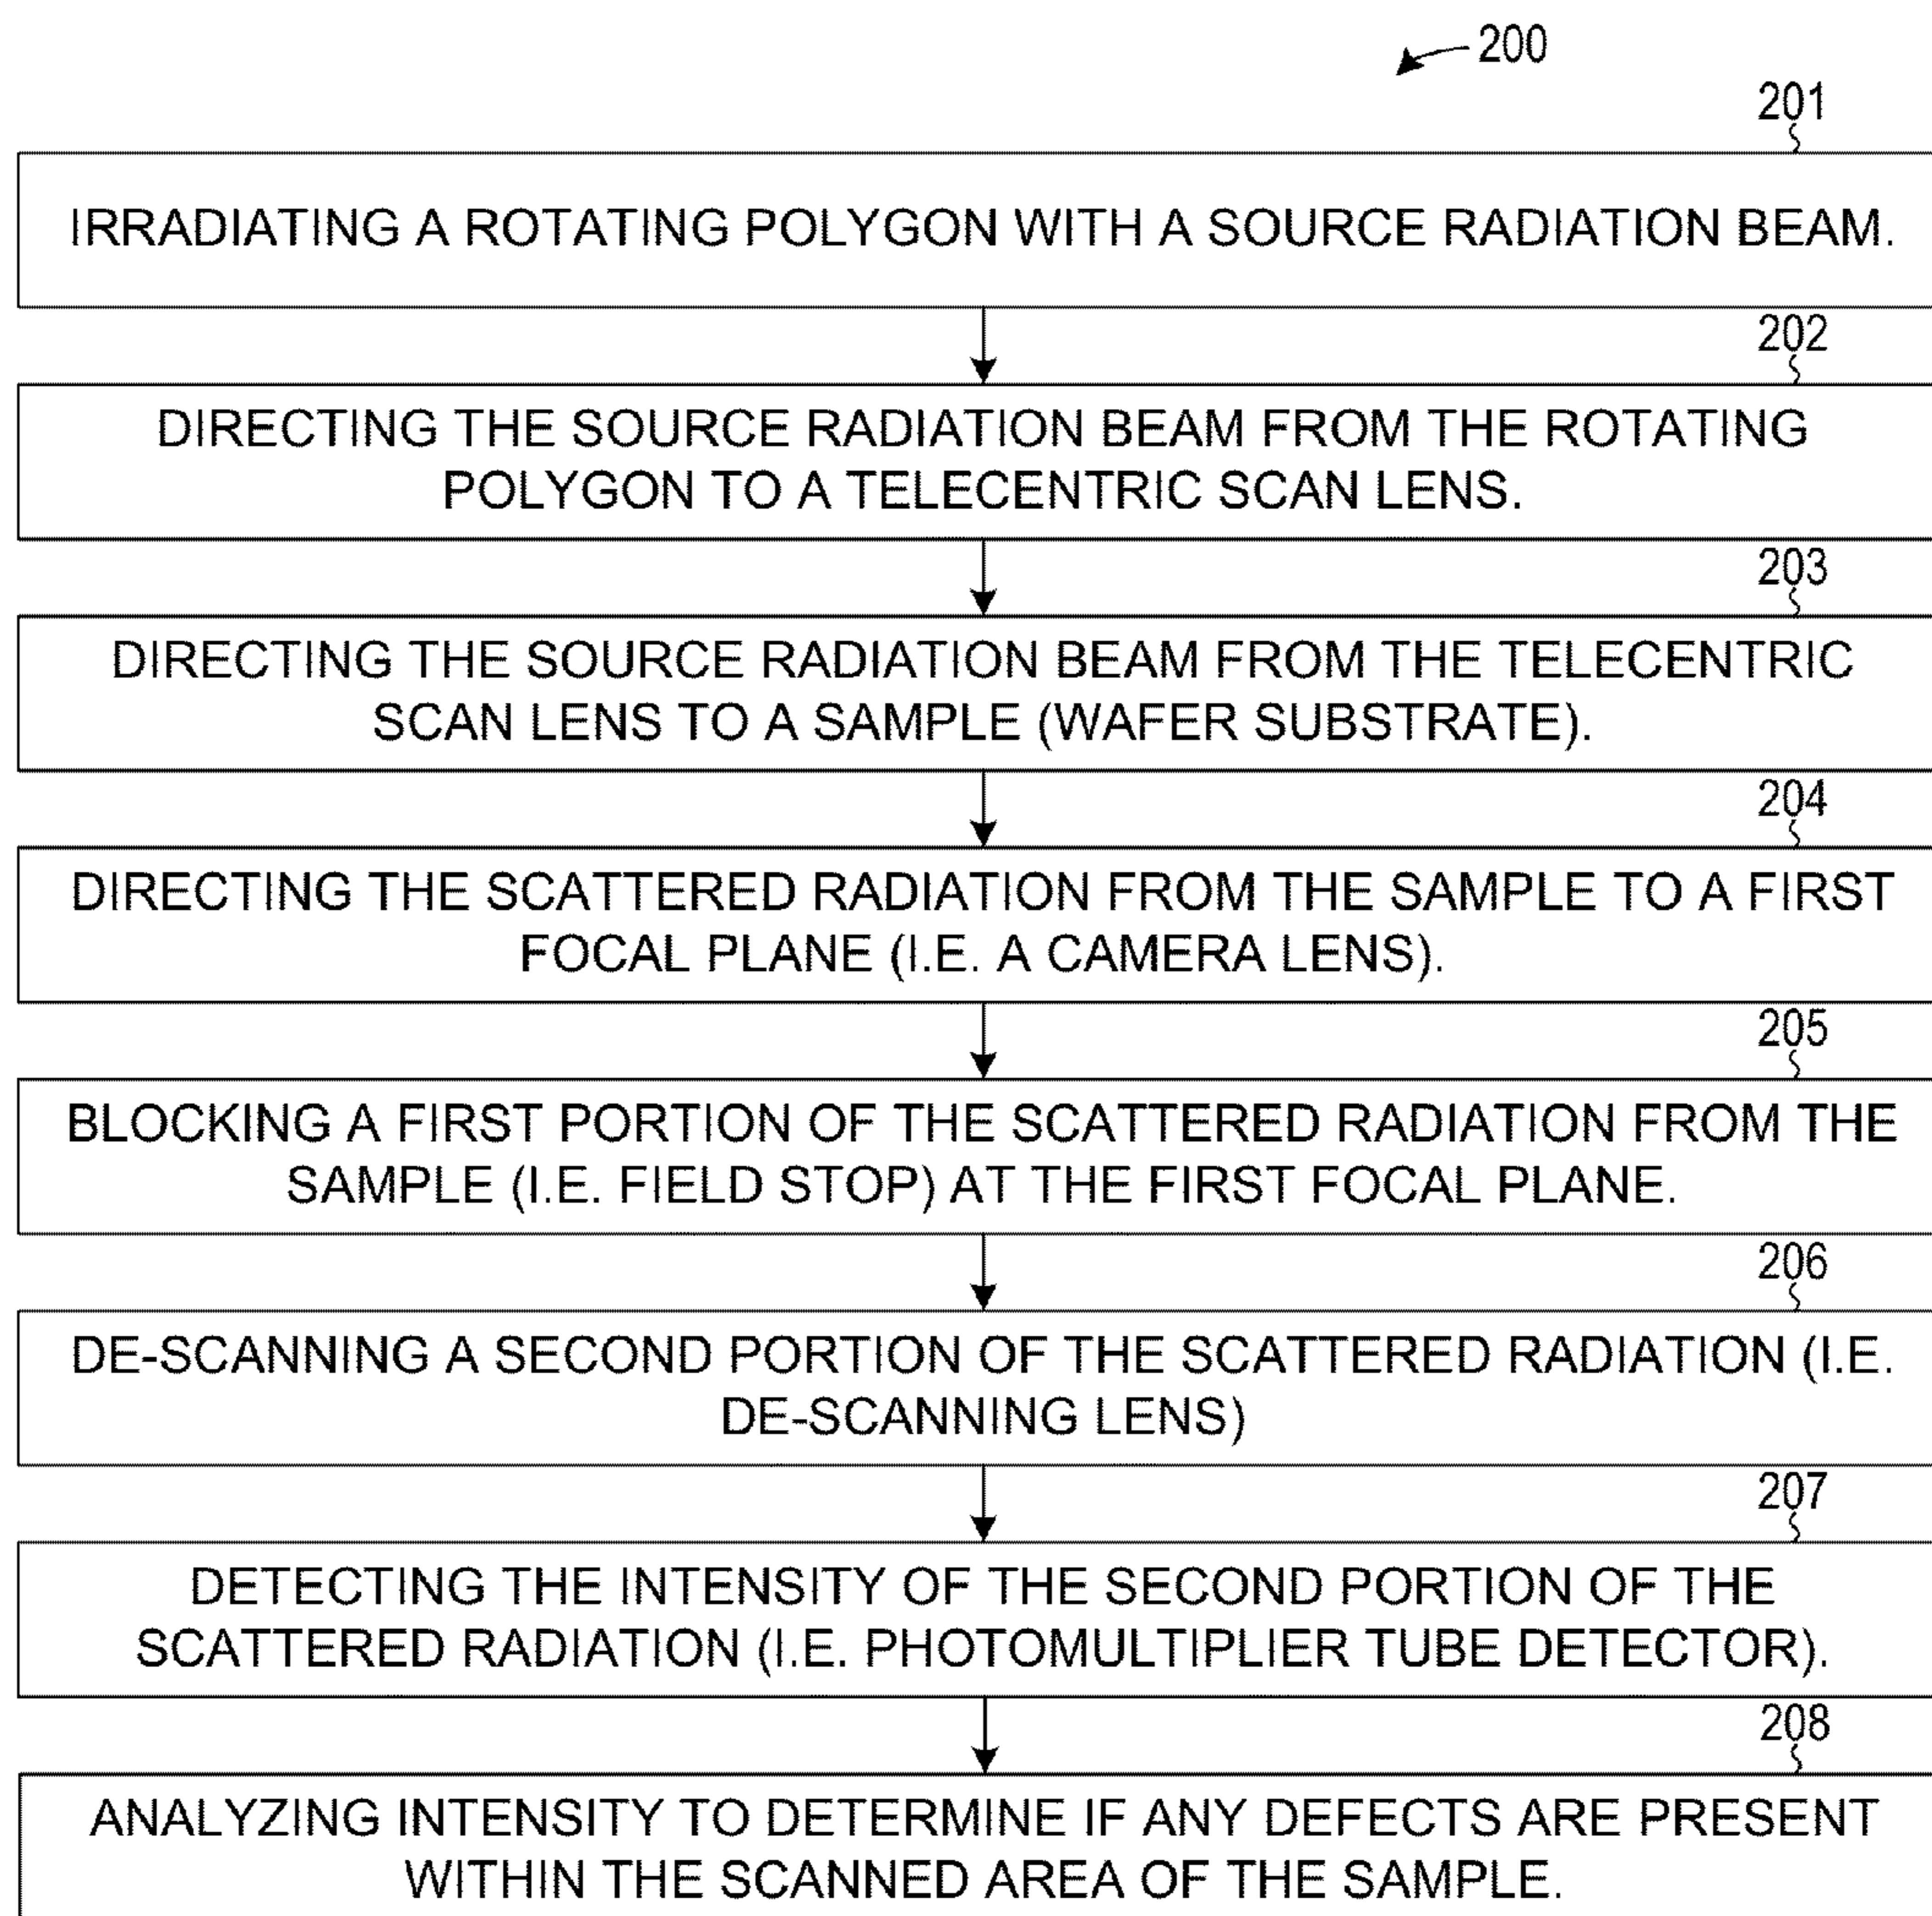 200
201
IRRADIATING A ROTATING POLYGON WITH A SOURCE RADIATION BEAM.
202
DIRECTING THE SOURCE RADIATION BEAM FROM THE ROTATING
POLYGON TO A TELECENTRIC SCAN LENS.
203
DIRECTING THE SOURCE RADIATION BEAM FROM THE TELECENTRIC
SCAN LENS TO A SAMPLE (WAFER SUBSTRATE).
204
DIRECTING THE SCATTERED RADIATION FROM THE SAMPLE TO A FIRST
FOCAL PLANE (I.E. A CAMERA LENS).
205
BLOCKING A FIRST PORTION OF THE SCATTERED RADIATION FROM THE
SAMPLE (I.E. FIELD STOP) AT THE FIRST FOCAL PLANE.
206
DE-SCANNING A SECOND PORTION OF THE SCATTERED RADIATION (I.E.
DE-SCANNING LENS)
207
DETECTING THE INTENSITY OF THE SECOND PORTION OF THE
SCATTERED RADIATION (I.E. PHOTOMULTIPLIER TUBE DETECTOR).
208
ANALYZING INTENSITY TO DETERMINE IF ANY DEFECTS ARE PRESENT
WITHIN THE SCANNED AREA OF THE SAMPLE.